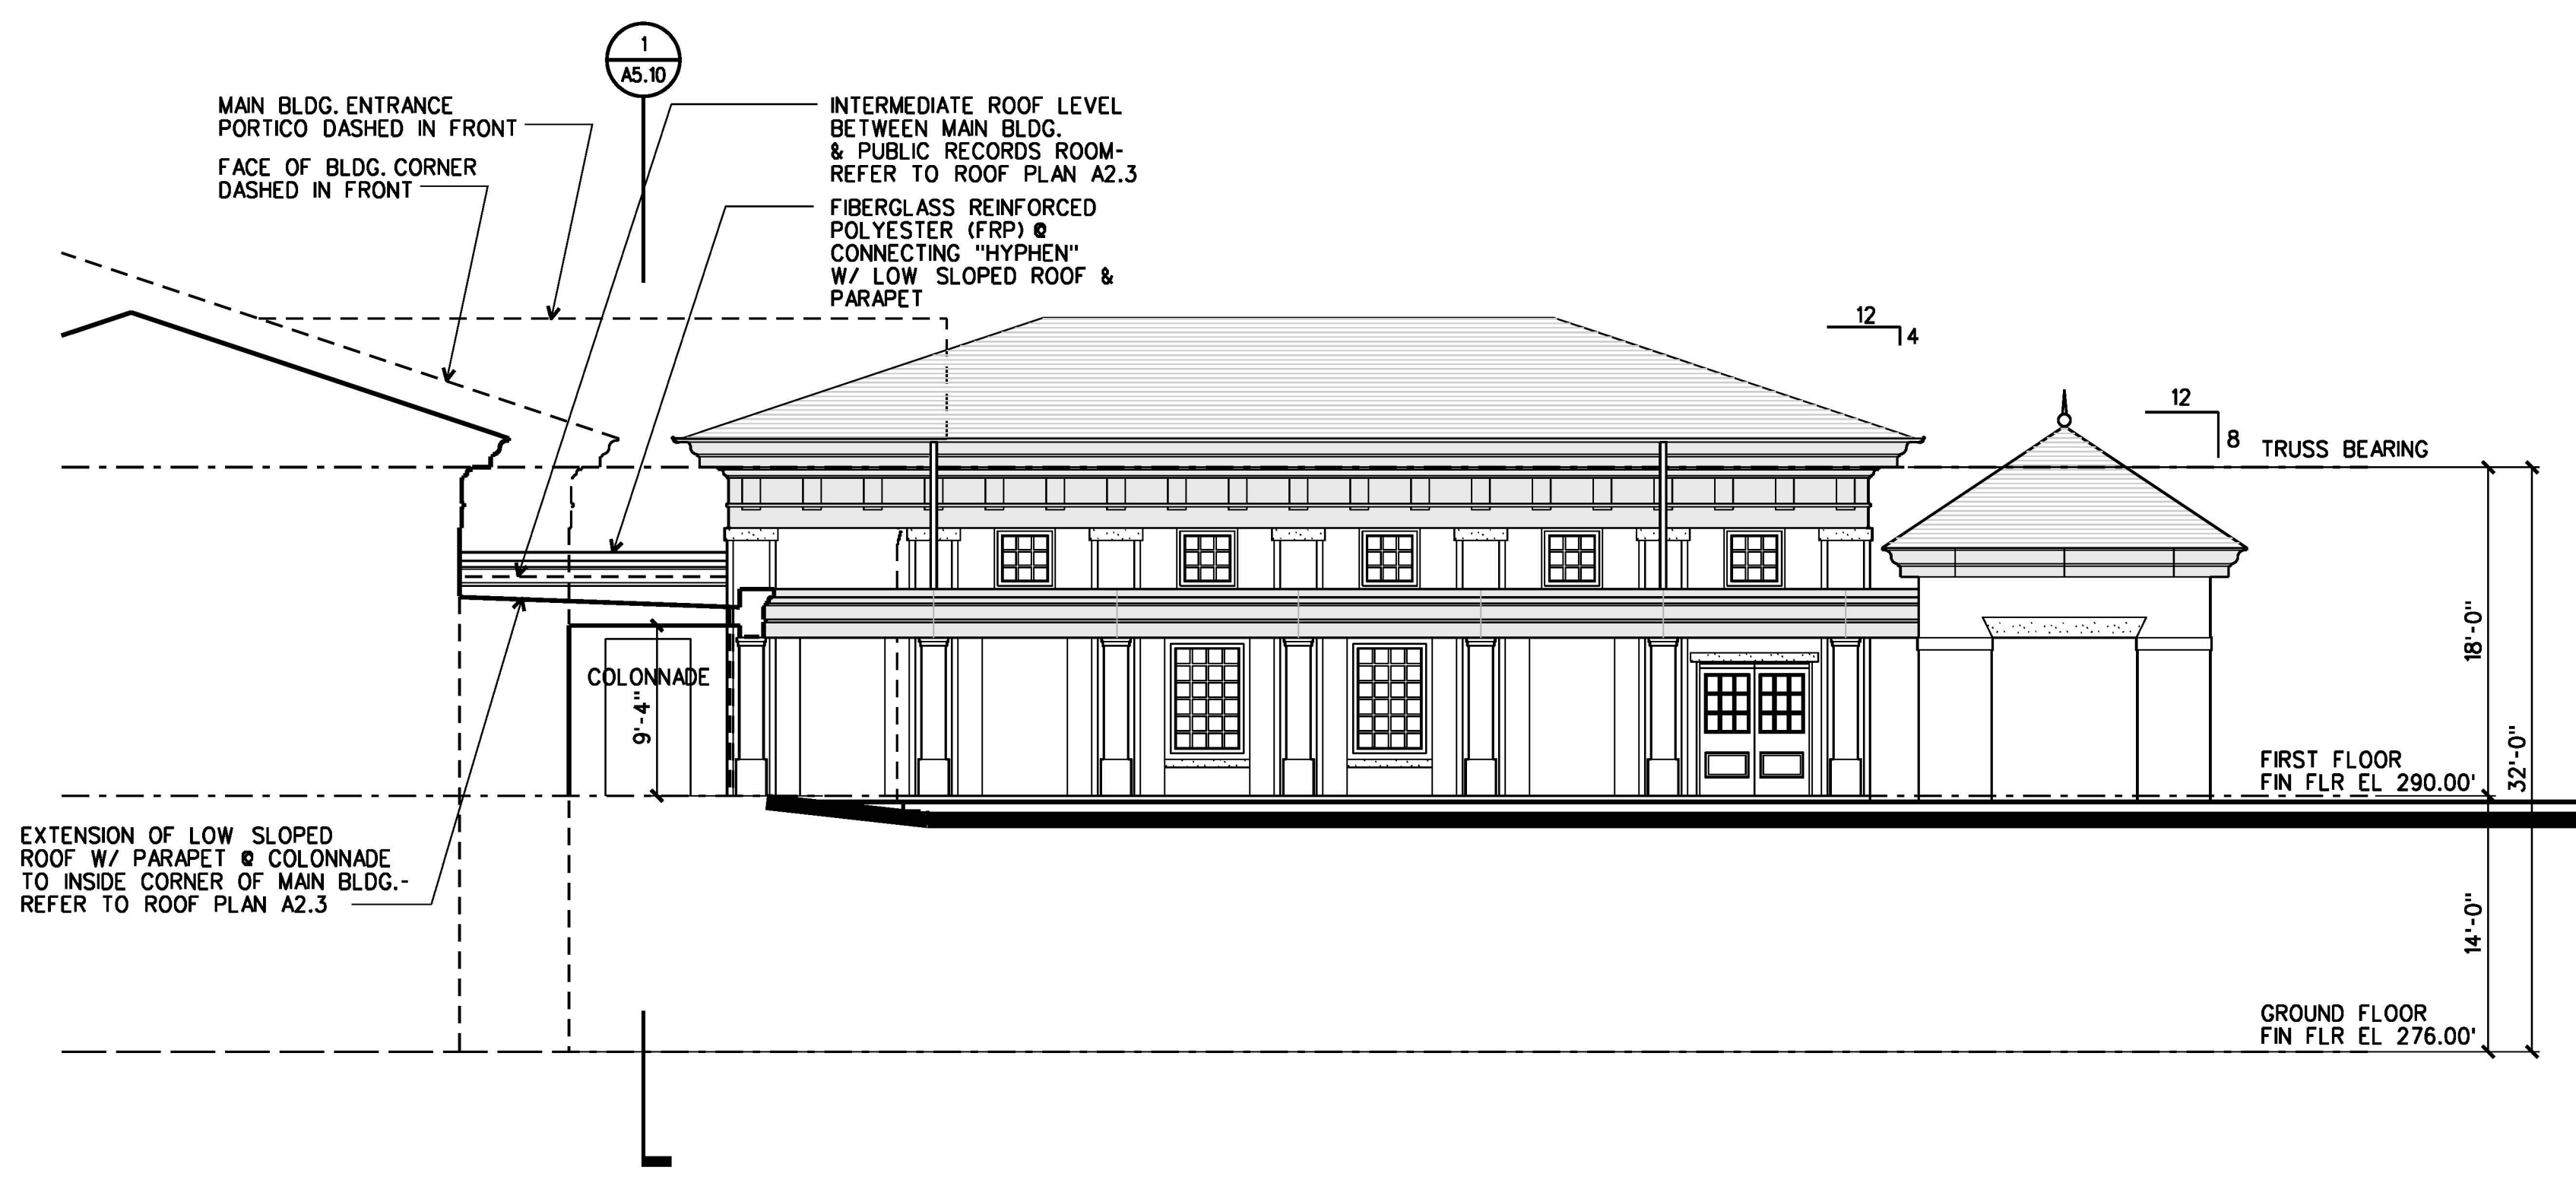 1
A5.10
MAIN BLDG. ENTRANCE
PORTICO DASHED IN FRONT
FACE OF BLDG. CORNER
DASHED IN FRONT
INTERMEDIATE ROOF LEVEL
BETWEEN MAIN BLDG.
& PUBLIC RECORDS ROOM-
REFER TO ROOF PLAN A2.3
FIBERGLASS REINFORCED
POLYESTER (FRP) @
CONNECTING "HYPHEN"
W/ LOW SLOPED ROOF &
PARAPET
12
4
12
8
TRUSS BEARING
COLONNADE
9'-4"
18'-0"
32'-0"
FIRST FLOOR
FIN FLR EL 290.00'
EXTENSION OF LOW SLOPED
ROOF W/ PARAPET @ COLONNADE
TO INSIDE CORNER OF MAIN BLDG.-
REFER TO ROOF PLAN A2.3
14'-0"
GROUND FLOOR
FIN FLR EL 276.00'